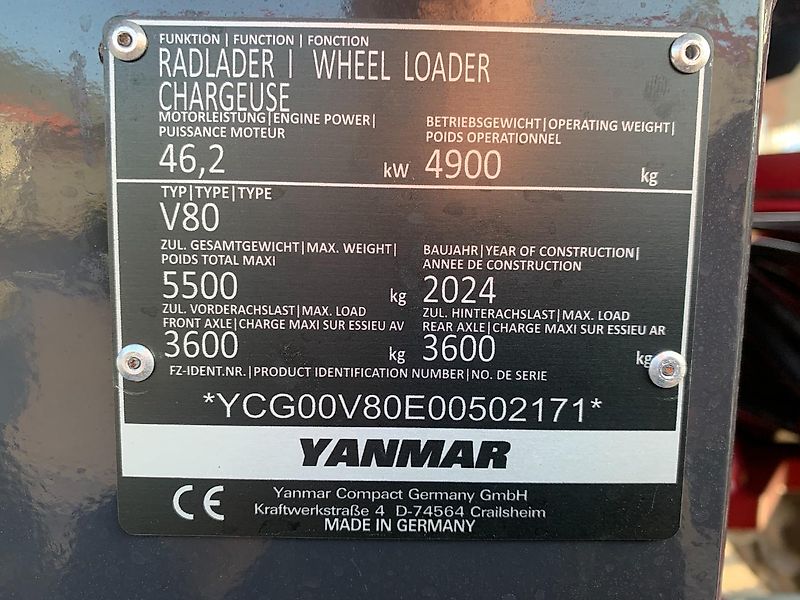 FUNKTION | FUNCTION | FONCTION
RADLADER | WHEEL LOADER
CHARGEUSE
MOTORLEISTUNG|ENGINE POWER|
PUISSANCE MOTEUR
46,2 kW
BETRIEBSGEWICHT|OPERATING WEIGHT|
POIDS OPERATIONNEL
4900 kg
TYP|TYPE|TYPE
V80
ZUL. GESAMTGEWICHT|MAX. WEIGHT|
POIDS TOTAL MAXI
5500 kg
BAUJAHR|YEAR OF CONSTRUCTION|
ANNEE DE CONSTRUCTION
2024
ZUL. VORDERACHSLAST|MAX. LOAD
FRONT AXLE|CHARGE MAXI SUR ESSIEU AV
3600 kg
ZUL. HINTERACHSLAST|MAX. LOAD
REAR AXLE|CHARGE MAXI SUR ESSIEU AR
3600 kg
FZ-IDENT.NR.|PRODUCT IDENTIFICATION NUMBER|NO. DE SERIE
*YCG00V80E00502171*
YANMAR
CE
Yanmar Compact Germany GmbH
Kraftwerkstraße 4 D-74564 Crailsheim
MADE IN GERMANY